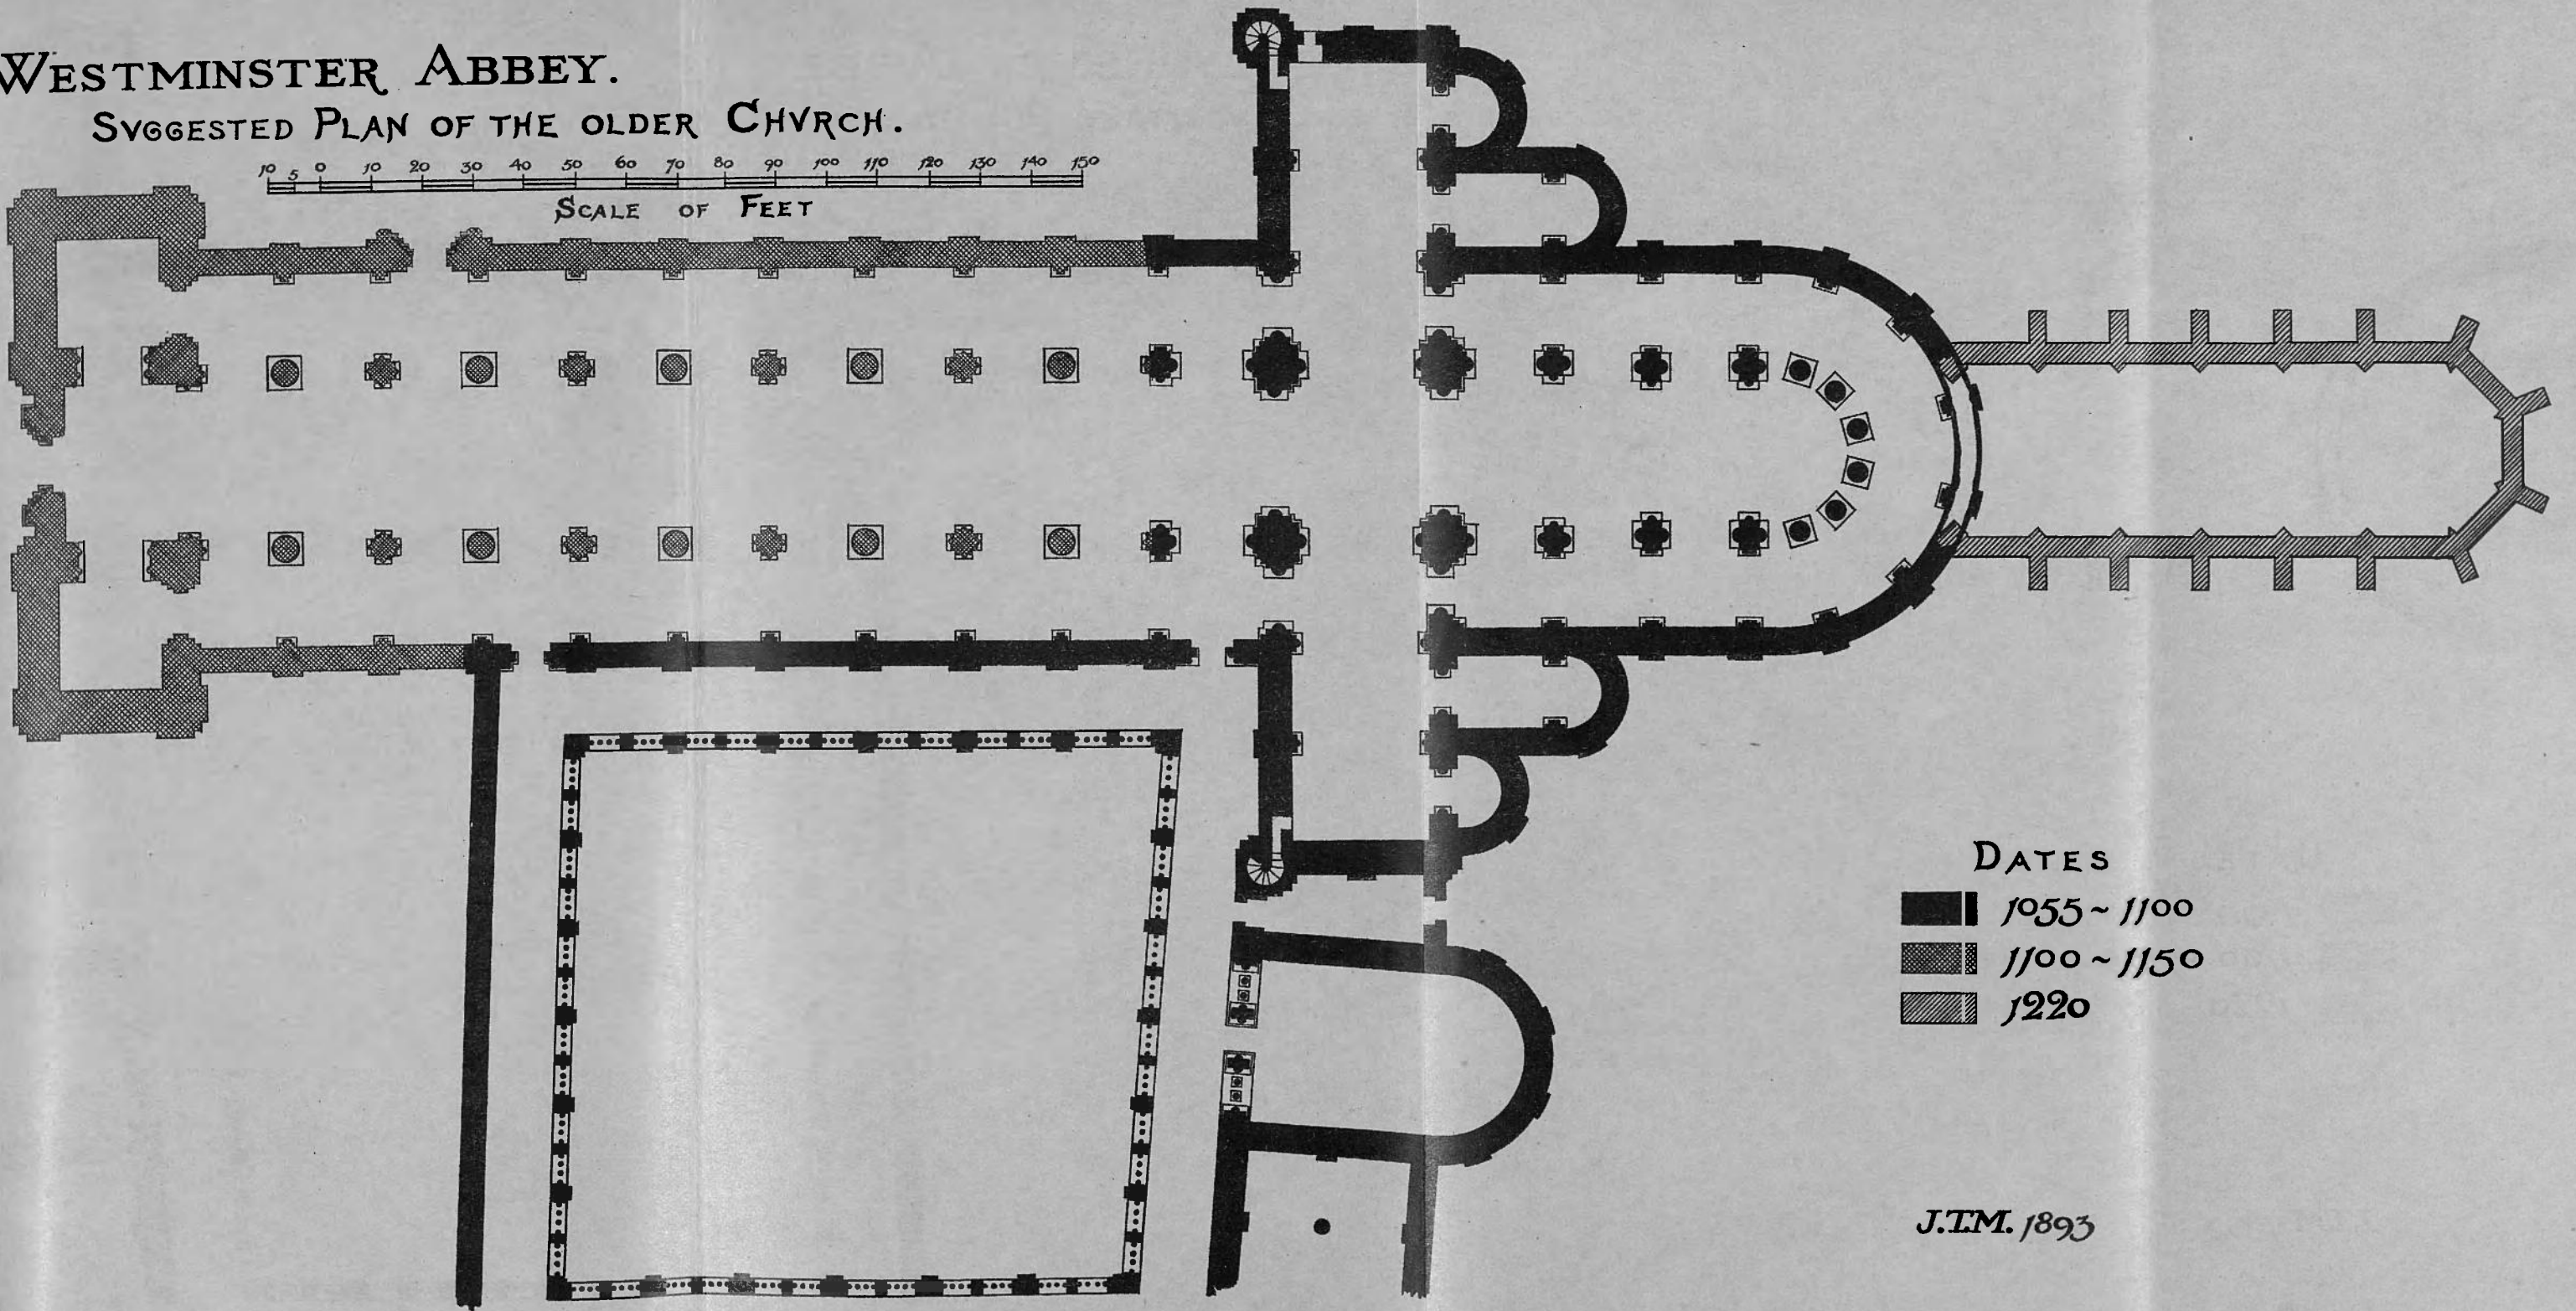 WESTMINSTER ABBEY.
SVGGESTED PLAN OF THE OLDER CHVRCH.
10 5 0 10 20 30 40 50 60 70 80 90 100 110 120 130 140 150
SCALE OF FEET
DATES
1055~1100
1100~1150
1220
J.T.M. 1893